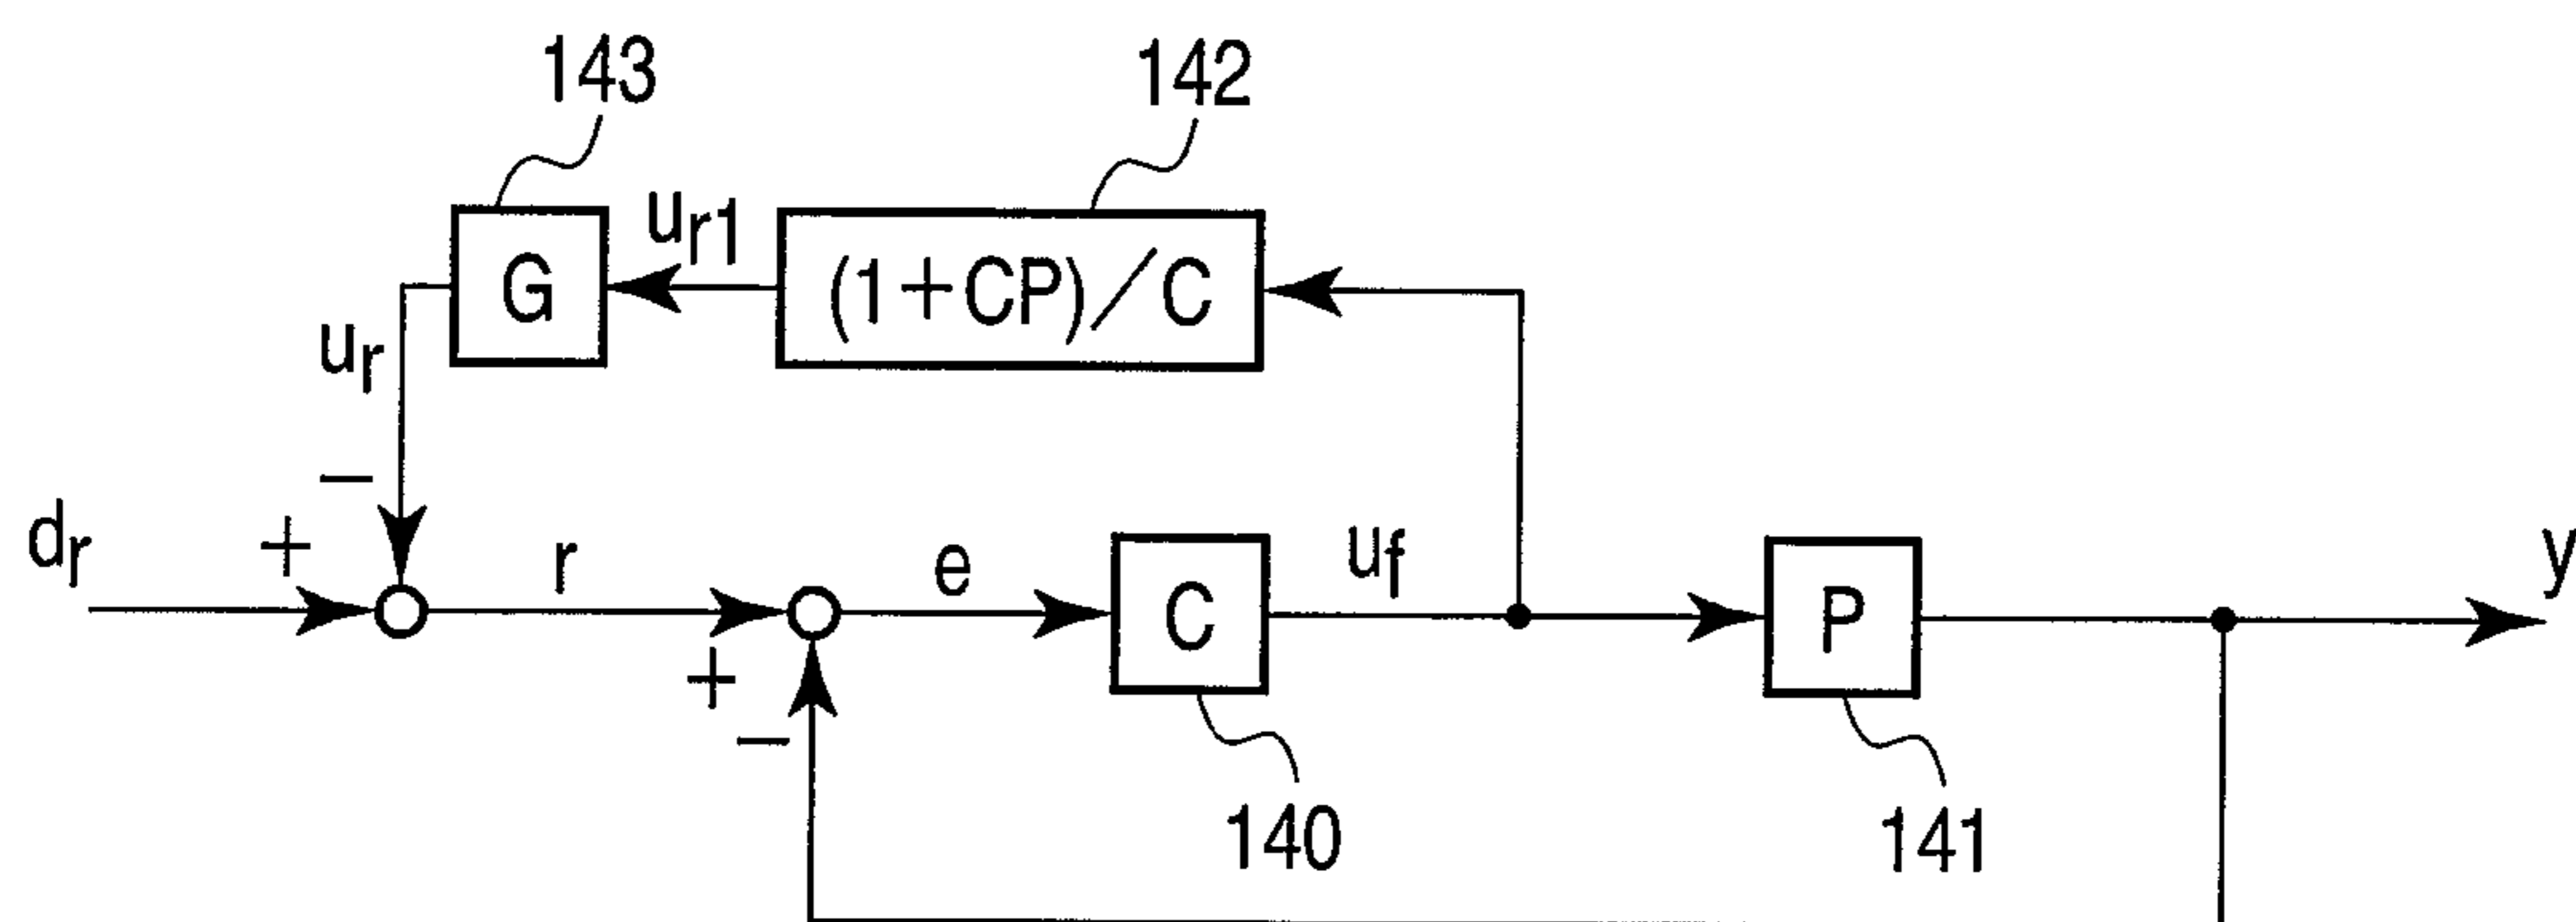 143
142
u_r1
G
(1+CP)/C
u_r
−
d_r
+
r
e
C
u_f
P
y
+
−
140
141